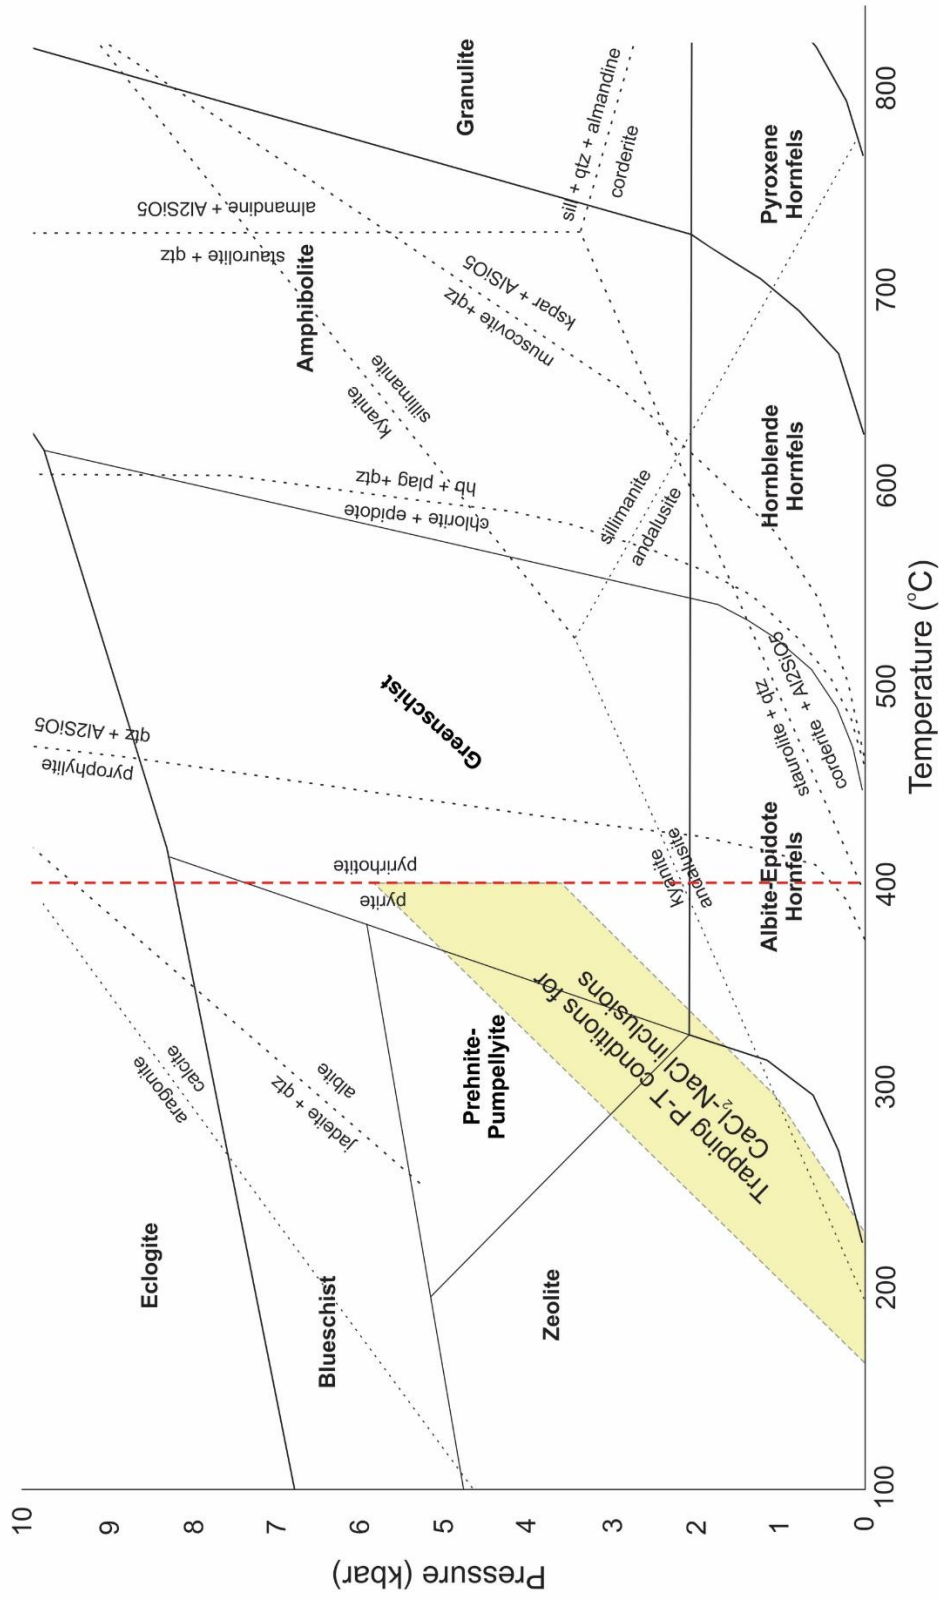 Pressure (kbar)
10
9
8
7
6
5
4
3
2
1
0
100
200
300
400
500
600
700
800
Temperature (°C)
Eclogite
Blueschist
Zeolite
Prehnite-
Pumpellyite
Greenschist
Amphibolite
Granulite
Albite-Epidote
Hornfels
Hornblende
Hornfels
Pyroxene
Hornfels
aragonite
calcite
jadeite + qtz
albite
pyrite
pyrirhotite
pyrophylite
qtz + Al2SiO5
kyanite
andalusite
chlorite + epidote
hb + plag +qtz
kyanite
sillimanite
sillimanite
andalusite
staurolite + qtz
almandine + Al2SiO5
muscovite +qtz
kspar + AlSiO5
sill + qtz + almandine
corderite
staurolite + qtz
corderite + Al2SiO5
Trapping P-T conditions for
CaCl₂-NaCl inclusions